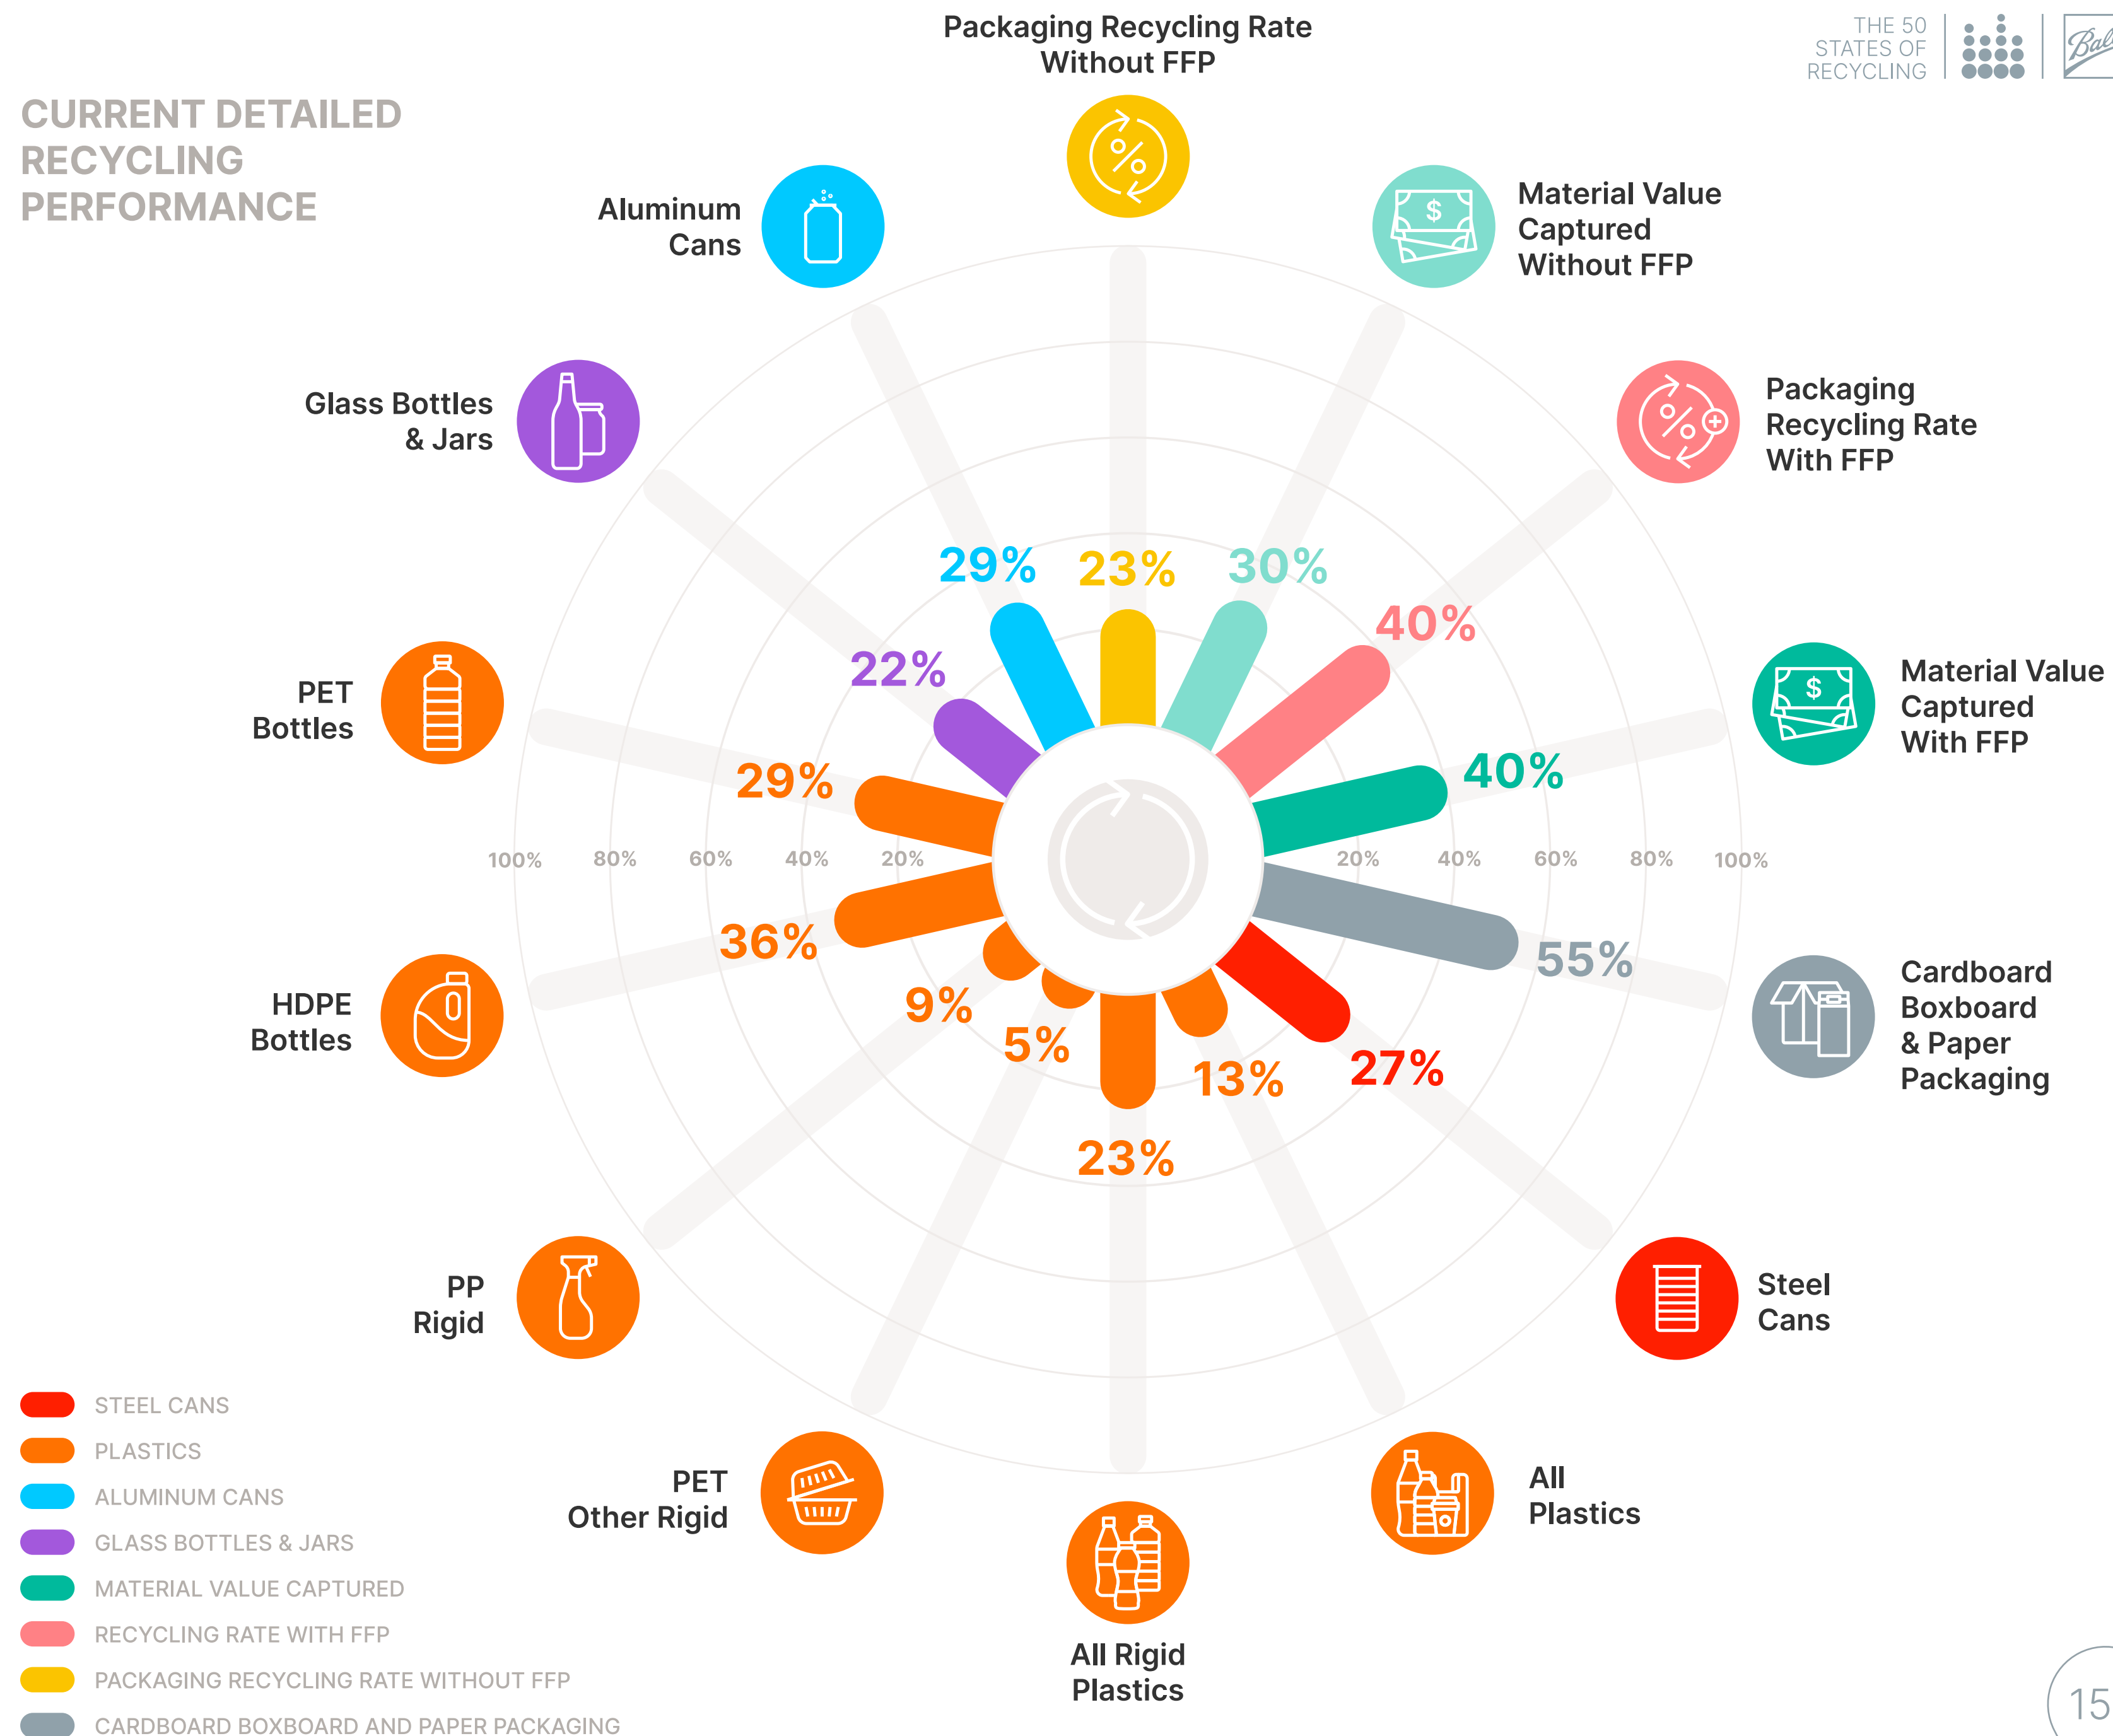 Packaging Recycling Rate
Without FFP
THE 50
STATES OF
RECYCLING
CURRENT DETAILED
RECYCLING
PERFORMANCE
Aluminum
Cans
$
Material Value
Captured
Without FFP
Glass Bottles
& Jars
Packaging
Recycling Rate
With FFP
29%
23%
30%
40%
22%
PET
Bottles
$
Material Value
Captured
With FFP
29%
40%
100%
80%
60%
40%
20%
20%
40%
60%
80%
100%
36%
55%
HDPE
Bottles
9%
5%
23%
13%
27%
Cardboard
Boxboard
& Paper
Packaging
PP
Rigid
Steel
Cans
PET
Other Rigid
All
Plastics
All Rigid
Plastics
STEEL CANS
PLASTICS
ALUMINUM CANS
GLASS BOTTLES & JARS
MATERIAL VALUE CAPTURED
RECYCLING RATE WITH FFP
PACKAGING RECYCLING RATE WITHOUT FFP
CARDBOARD BOXBOARD AND PAPER PACKAGING
15